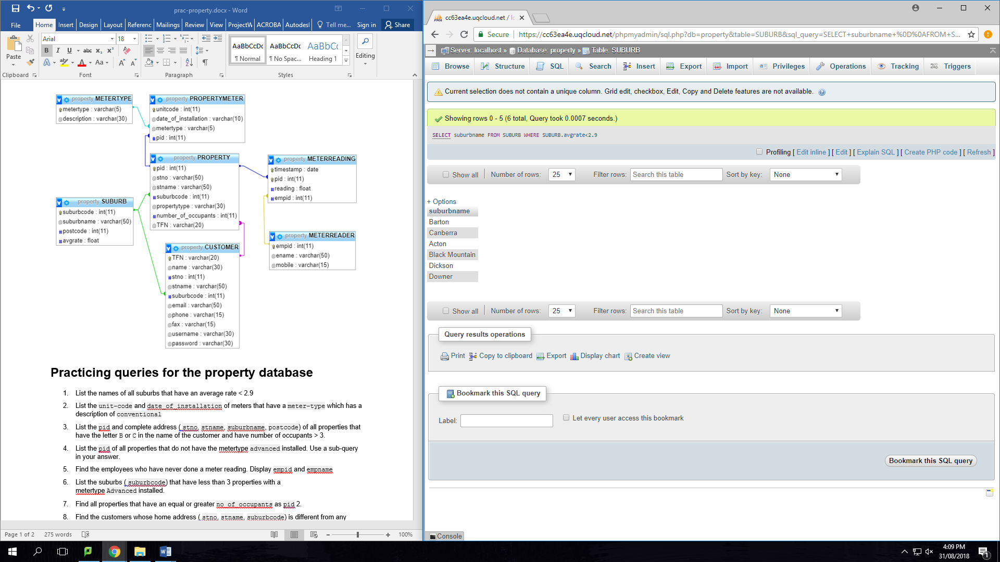 prac-property.docx - Word
File Home Insert Design Layout Referenc Mailings Review View ProjectW ACROBA Autodesl Tell me... Sign in Share
Paste
Arial 18
B I U abc x₂ x²
A Aa A A
AaBbCcDc AaBbCcDc AaBbCc
¶ Normal ¶ No Spac... Heading 1
Editing
Clipboard Font Paragraph Styles
property METERTYPE
metertype : varchar(5)
description : varchar(30)
property PROPERTYMETER
unitcode : int(11)
date_of_installation : varchar(10)
metertype : varchar(5)
pid : int(11)
property PROPERTY
pid : int(11)
stno : varchar(50)
stname : varchar(50)
suburbcode : int(11)
propertytype : varchar(30)
number_of_occupants : int(11)
TFN : varchar(20)
property METERREADING
timestamp : date
pid : int(11)
reading : float
empid : int(11)
property SUBURB
suburbcode : int(11)
suburbname : varchar(50)
postcode : int(11)
avgrate : float
property METERREADER
empid : int(11)
ename : varchar(50)
mobile : varchar(15)
property CUSTOMER
TFN : varchar(20)
name : varchar(30)
stno : int(11)
stname : varchar(50)
suburbcode : int(11)
email : varchar(50)
phone : varchar(15)
fax : varchar(15)
username : varchar(30)
password : varchar(30)
Practicing queries for the property database
1. List the names of all suburbs that have an average rate < 2.9
2. List the unit-code and date_of_installation of meters that have a meter-type which has a
description of conventional
3. List the pid and complete address ( stno, stname, suburbname, postcode) of all properties that
have the letter B or C in the name of the customer and have number of occupants > 3.
4. List the pid of all properties that do not have the metertype advanced installed. Use a sub-query
in your answer.
5. Find the employees who have never done a meter reading. Display empid and empname
6. List the suburbs ( suburbcode) that have less than 3 properties with a
metertype Advanced installed.
7. Find all properties that have an equal or greater no_of_occupants as pid 2.
8. Find the customers whose home address ( stno, stname, suburbcode) is different from any
Page 1 of 2 275 words 100%
cc63ea4e.uqcloud.net / lc
Secure https://cc63ea4e.uqcloud.net/phpmyadmin/sql.php?db=property&table=SUBURB&sql_query=SELECT+suburbname+%0D%0AFROM+S...
Server: localhost » Database: property » Table: SUBURB
Browse Structure SQL Search Insert Export Import Privileges Operations Tracking Triggers
Current selection does not contain a unique column. Grid edit, checkbox, Edit, Copy and Delete features are not available.
Showing rows 0 - 5 (6 total, Query took 0.0007 seconds.)
SELECT suburbname FROM SUBURB WHERE SUBURB.avgrate<2.9
Profiling [ Edit inline ] [ Edit ] [ Explain SQL ] [ Create PHP code ] [ Refresh ]
Show all Number of rows: 25 Filter rows: Search this table Sort by key: None
+ Options
suburbname
Barton
Canberra
Acton
Black Mountain
Dickson
Downer
Show all Number of rows: 25 Filter rows: Search this table Sort by key: None
Query results operations
Print Copy to clipboard Export Display chart Create view
Bookmark this SQL query
Label: Let every user access this bookmark
Bookmark this SQL query
Console
4:09 PM
31/08/2018
1